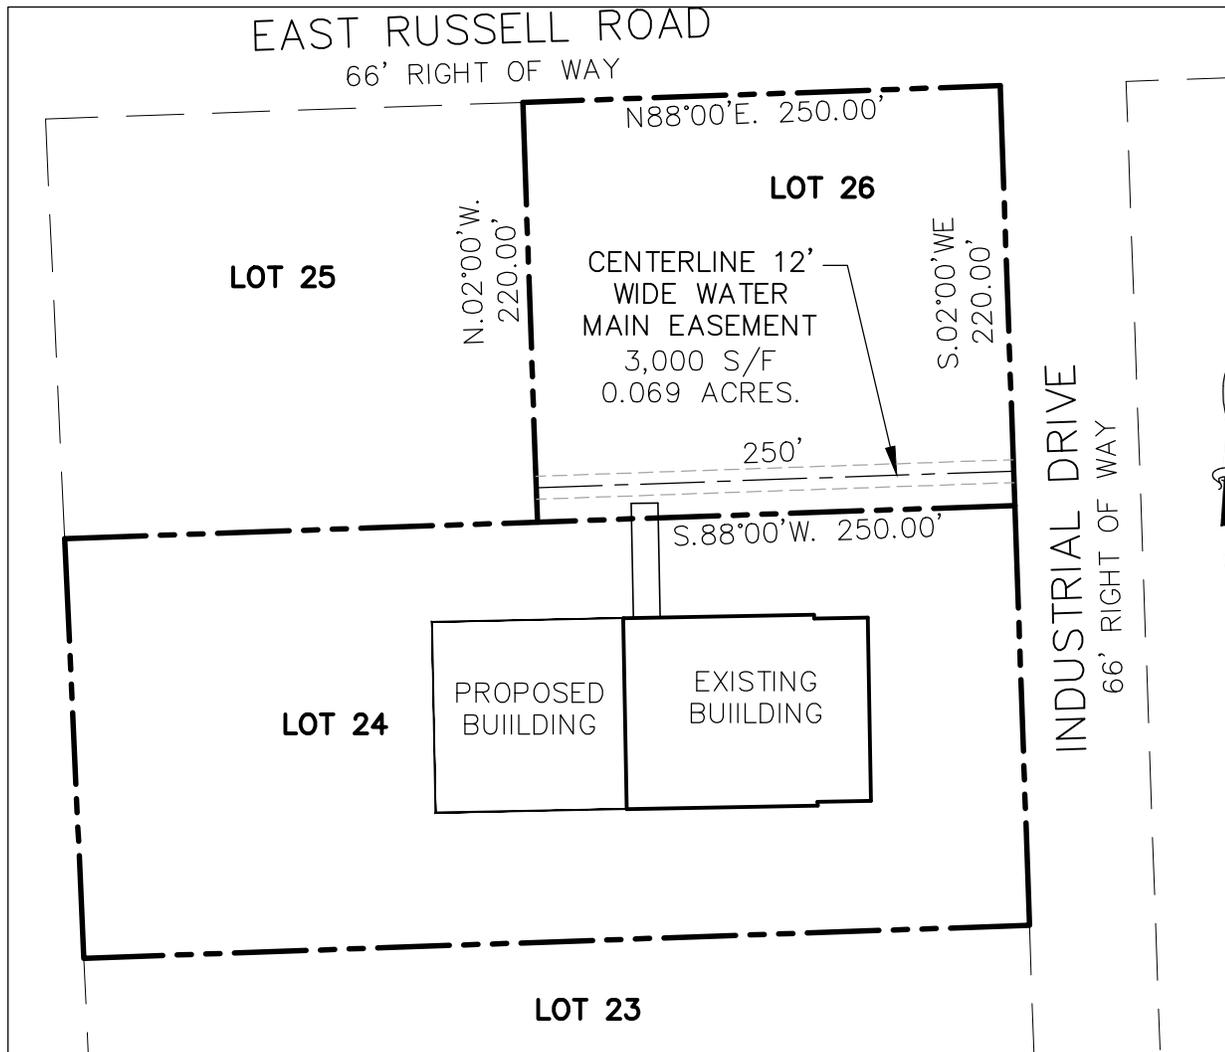 EAST RUSSELL ROAD
66' RIGHT OF WAY
N88°00'E. 250.00'
LOT 26
N.02°00'W.
220.00'
S.02°00'WE
220.00'
LOT 25
CENTERLINE 12'
WIDE WATER
MAIN EASEMENT
3,000 S/F
0.069 ACRES.
250'
S.88°00'W. 250.00'
INDUSTRIAL DRIVE
66' RIGHT OF WAY
PROPOSED
BUIILDING
EXISTING
BUIILDING
LOT 24
LOT 23